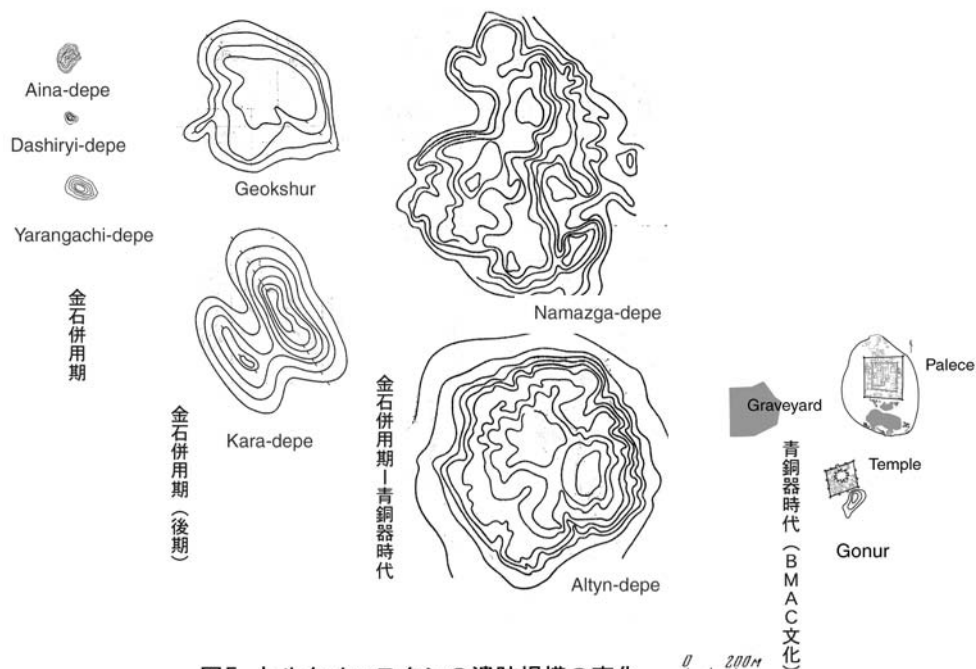 Aina-depe
Dashiryi-depe
Yarangachi-depe
金石併用期
Geokshur
Kara-depe
金石併用期（後期）
Namazga-depe
Altyn-depe
金石併用期ー青銅器時代
Graveyard
Palece
Temple
Gonur
青銅器時代（BMAC文化）
0 200м